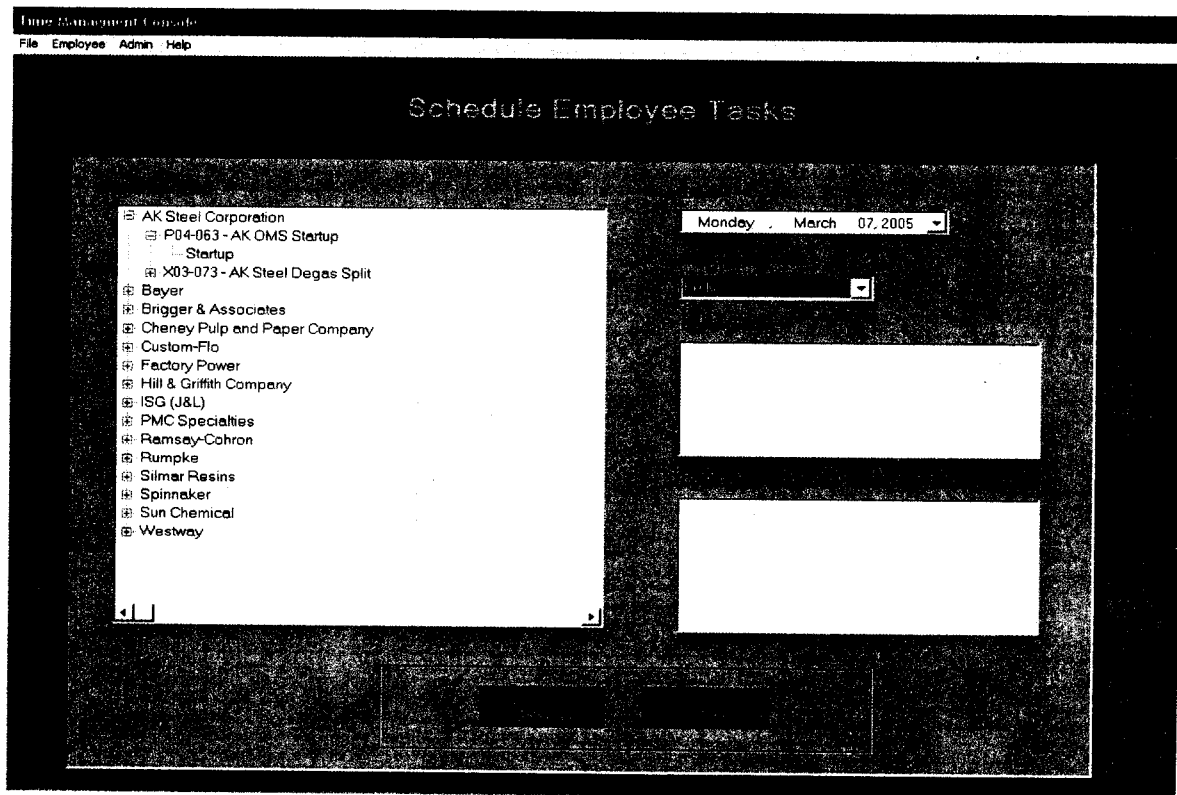 Time Managment Console
File Employee Admin Help
Schedule Employee Tasks
AK Steel Corporation
P04-063 - AK OMS Startup
Startup
X03-073 - AK Steel Degas Split
Bayer
Brigger & Associates
Cheney Pulp and Paper Company
Custom-Flo
Factory Power
Hill & Griffith Company
ISG (J&L)
PMC Specialties
Ramsay-Cohron
Rumpke
Silmar Resins
Spinnaker
Sun Chemical
Westway
Monday , March 07, 2005